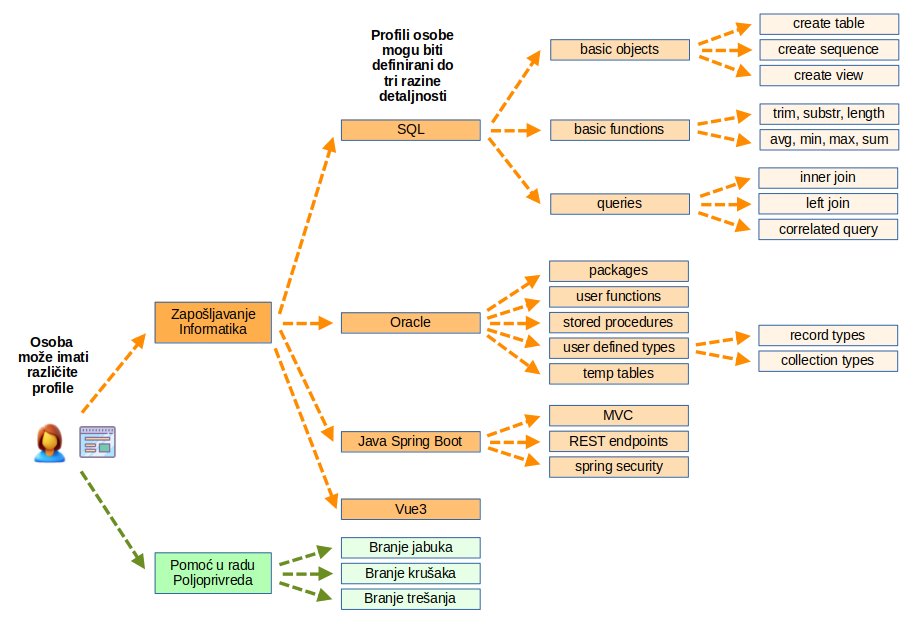 Osoba
može imati
različite
profile
Profili osobe
mogu biti
definirani do
tri razine
detaljnosti
Zapošljavanje
Informatika
SQL
basic objects
create table
create sequence
create view
basic functions
trim, substr, length
avg, min, max, sum
queries
inner join
left join
correlated query
Oracle
packages
user functions
stored procedures
user defined types
record types
collection types
temp tables
Java Spring Boot
MVC
REST endpoints
spring security
Vue3
Pomoć u radu
Poljoprivreda
Branje jabuka
Branje krušaka
Branje trešanja